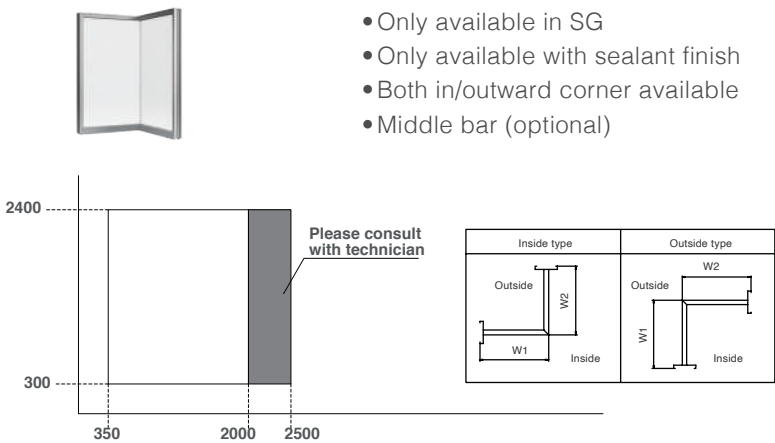 •Only available in SG
•Only available with sealant finish
•Both in/outward corner available
•Middle bar (optional)
2400
Please consult
with technician
300
350
2000
2500
Inside type
Outside type
Outside
W2
W1
Inside
W2
Outside
W1
Inside